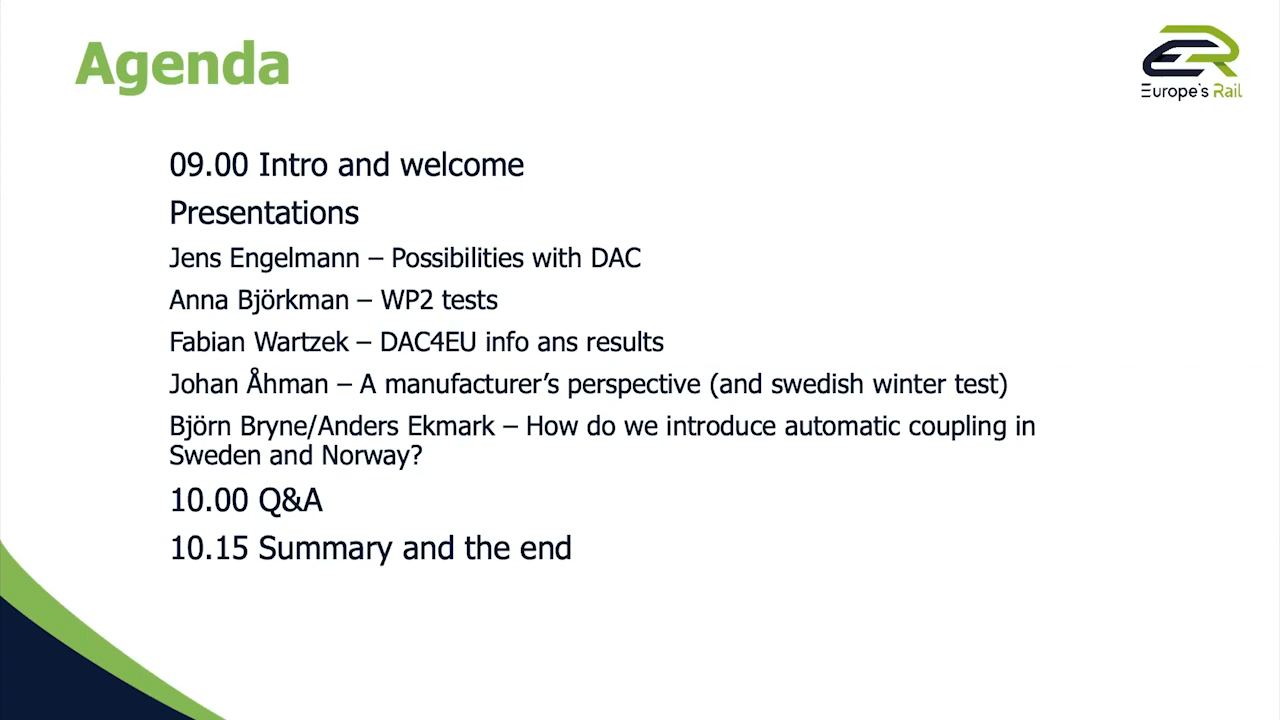 Agenda
Europe's Rail
09.00 Intro and welcome
Presentations
Jens Engelmann – Possibilities with DAC
Anna Björkman – WP2 tests
Fabian Wartzek – DAC4EU info ans results
Johan Åhman – A manufacturer’s perspective (and swedish winter test)
Björn Bryne/Anders Ekmark – How do we introduce automatic coupling in
Sweden and Norway?
10.00 Q&A
10.15 Summary and the end